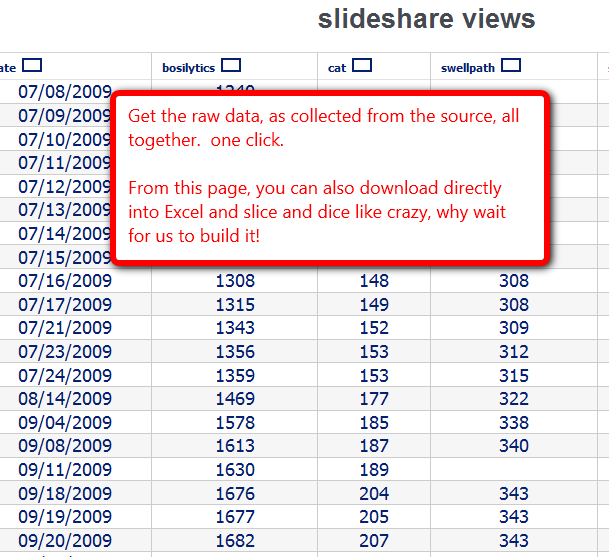 slideshare views
ate bosilytics cat swellpath
07/08/2009
07/09/2009
07/10/2009
07/11/2009
07/12/2009
07/13/2009
07/14/2009
07/15/2009
Get the raw data, as collected from the source, all
together.  one click.
From this page, you can also download directly
into Excel and slice and dice like crazy, why wait
for us to build it!
07/16/2009 1308 148 308
07/17/2009 1315 149 308
07/21/2009 1343 152 309
07/23/2009 1356 153 312
07/24/2009 1359 153 315
08/14/2009 1469 177 322
09/04/2009 1578 185 338
09/08/2009 1613 187 340
09/11/2009 1630 189
09/18/2009 1676 204 343
09/19/2009 1677 205 343
09/20/2009 1682 207 343